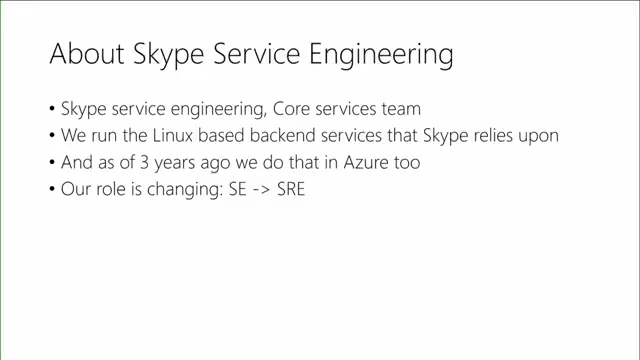 About Skype Service Engineering
• Skype service engineering, Core services team
• We run the Linux based backend services that Skype relies upon
• And as of 3 years ago we do that in Azure too
• Our role is changing: SE -> SRE